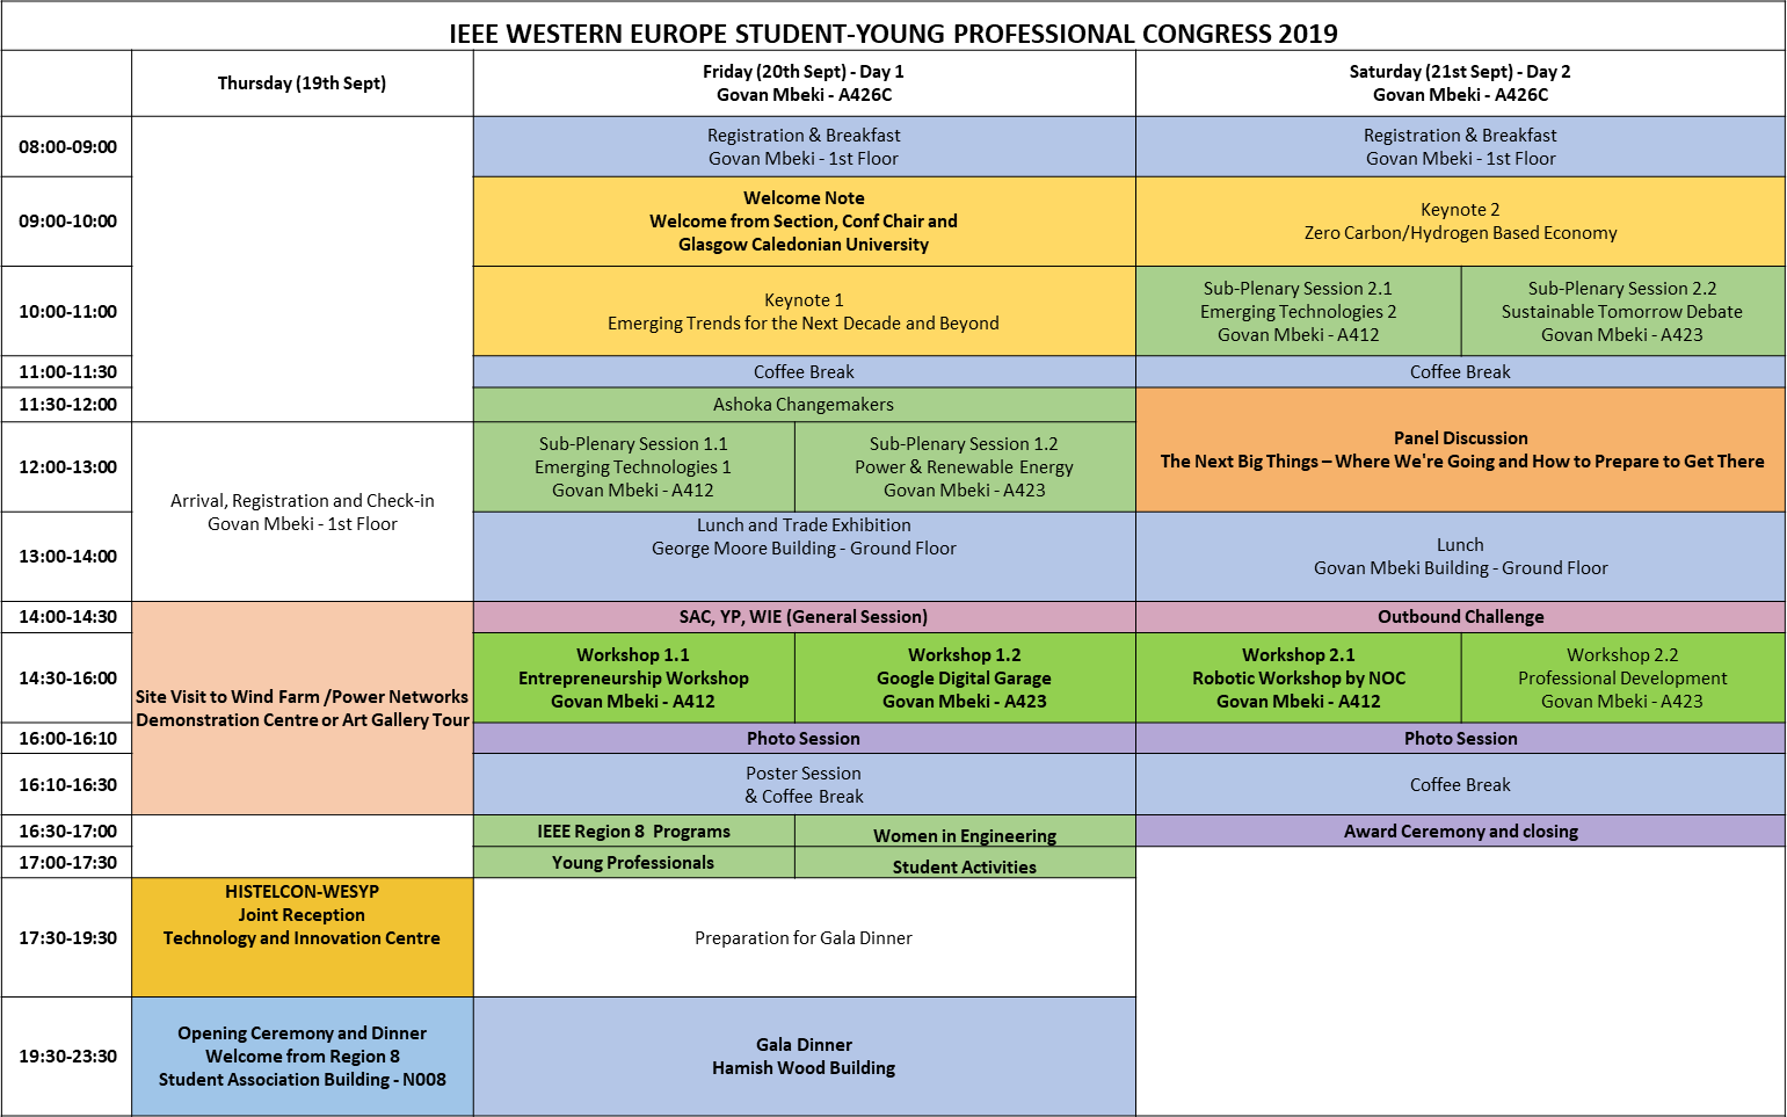 IEEE WESTERN EUROPE STUDENT-YOUNG PROFESSIONAL CONGRESS 2019
Thursday (19th Sept)
Friday (20th Sept) - Day 1
Govan Mbeki - A426C
Saturday (21st Sept) - Day 2
Govan Mbeki - A426C
08:00-09:00
Registration & Breakfast
Govan Mbeki - 1st Floor
Registration & Breakfast
Govan Mbeki - 1st Floor
09:00-10:00
Welcome Note
Welcome from Section, Conf Chair and
Glasgow Caledonian University
Keynote 2
Zero Carbon/Hydrogen Based Economy
10:00-11:00
Keynote 1
Emerging Trends for the Next Decade and Beyond
Sub-Plenary Session 2.1
Emerging Technologies 2
Govan Mbeki - A412
Sub-Plenary Session 2.2
Sustainable Tomorrow Debate
Govan Mbeki - A423
11:00-11:30
Coffee Break
Coffee Break
11:30-12:00
Ashoka Changemakers
Panel Discussion
The Next Big Things – Where We're Going and How to Prepare to Get There
12:00-13:00
Arrival, Registration and Check-in
Govan Mbeki - 1st Floor
Sub-Plenary Session 1.1
Emerging Technologies 1
Govan Mbeki - A412
Sub-Plenary Session 1.2
Power & Renewable Energy
Govan Mbeki - A423
13:00-14:00
Lunch and Trade Exhibition
George Moore Building - Ground Floor
Lunch
Govan Mbeki Building - Ground Floor
14:00-14:30
Site Visit to Wind Farm /Power Networks
Demonstration Centre or Art Gallery Tour
SAC, YP, WIE (General Session)
Outbound Challenge
14:30-16:00
Workshop 1.1
Entrepreneurship Workshop
Govan Mbeki - A412
Workshop 1.2
Google Digital Garage
Govan Mbeki - A423
Workshop 2.1
Robotic Workshop by NOC
Govan Mbeki - A412
Workshop 2.2
Professional Development
Govan Mbeki - A423
16:00-16:10
Photo Session
Photo Session
16:10-16:30
Poster Session
& Coffee Break
Coffee Break
16:30-17:00
IEEE Region 8 Programs
Women in Engineering
Award Ceremony and closing
17:00-17:30
Young Professionals
Student Activities
17:30-19:30
HISTELCON-WESYP
Joint Reception
Technology and Innovation Centre
Preparation for Gala Dinner
19:30-23:30
Opening Ceremony and Dinner
Welcome from Region 8
Student Association Building - N008
Gala Dinner
Hamish Wood Building